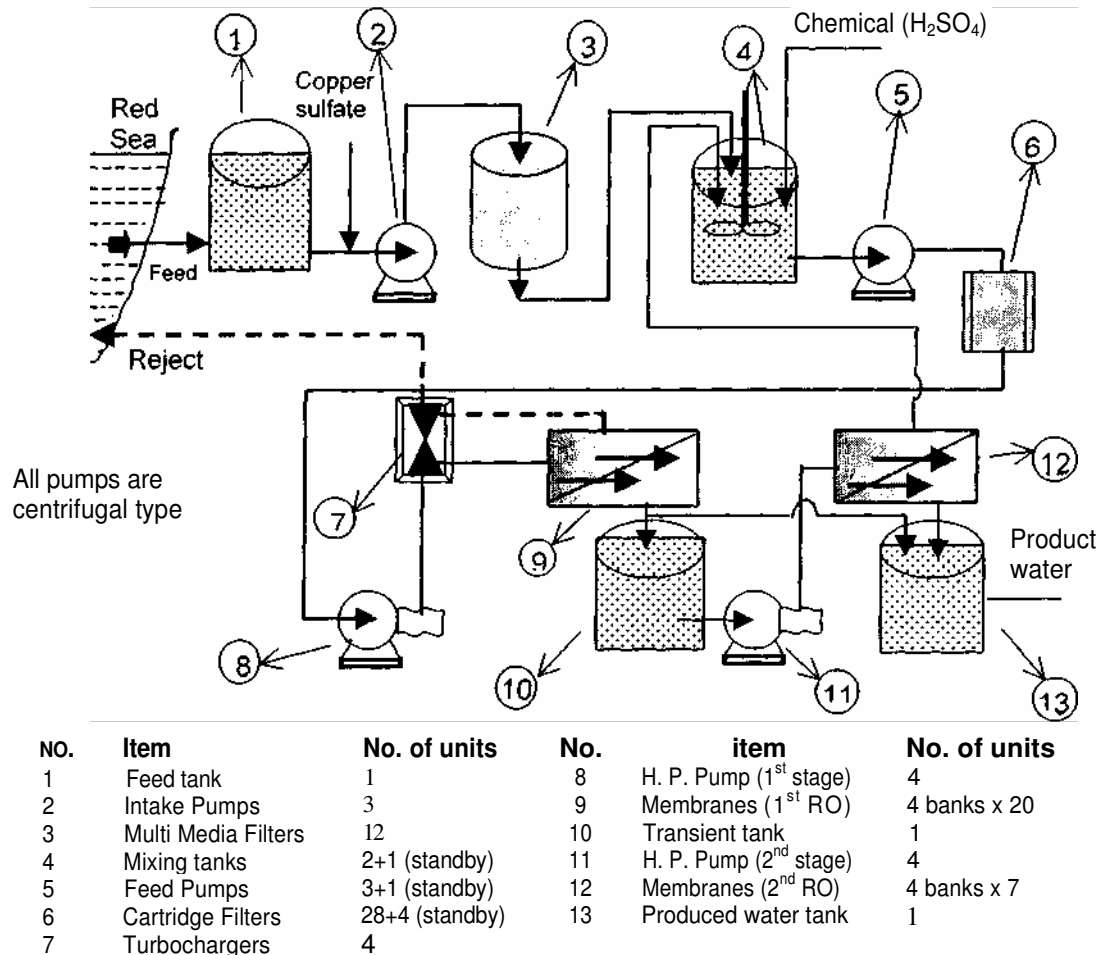 1
2
3
4
5
6
Chemical (H₂SO₄)
Copper
sulfate
Red
Sea
Feed
Reject
All pumps are
centrifugal type
7
8
9
10
11
12
13
Product
water
NO. Item No. of units No. item No. of units
1 Feed tank 1 8 H. P. Pump (1st stage) 4
2 Intake Pumps 3 9 Membranes (1st RO) 4 banks x 20
3 Multi Media Filters 12 10 Transient tank 1
4 Mixing tanks 2+1 (standby) 11 H. P. Pump (2nd stage) 4
5 Feed Pumps 3+1 (standby) 12 Membranes (2nd RO) 4 banks x 7
6 Cartridge Filters 28+4 (standby) 13 Produced water tank 1
7 Turbochargers 4